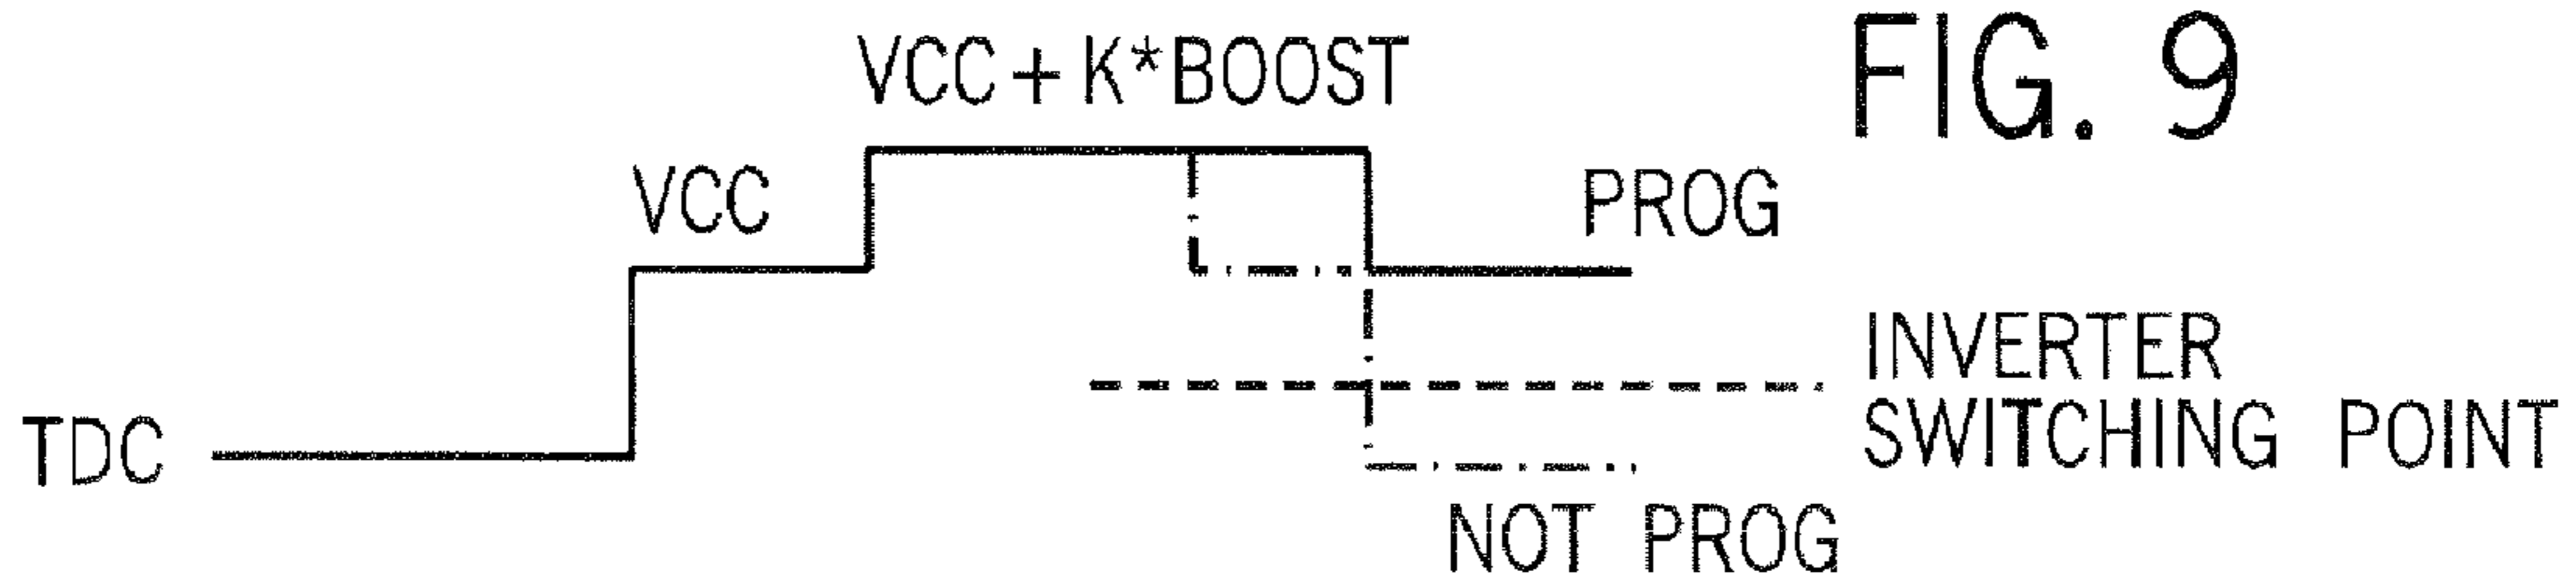 FIG. 9
VCC + K*BOOST
VCC
PROG
INVERTER
SWITCHING POINT
TDC
NOT PROG